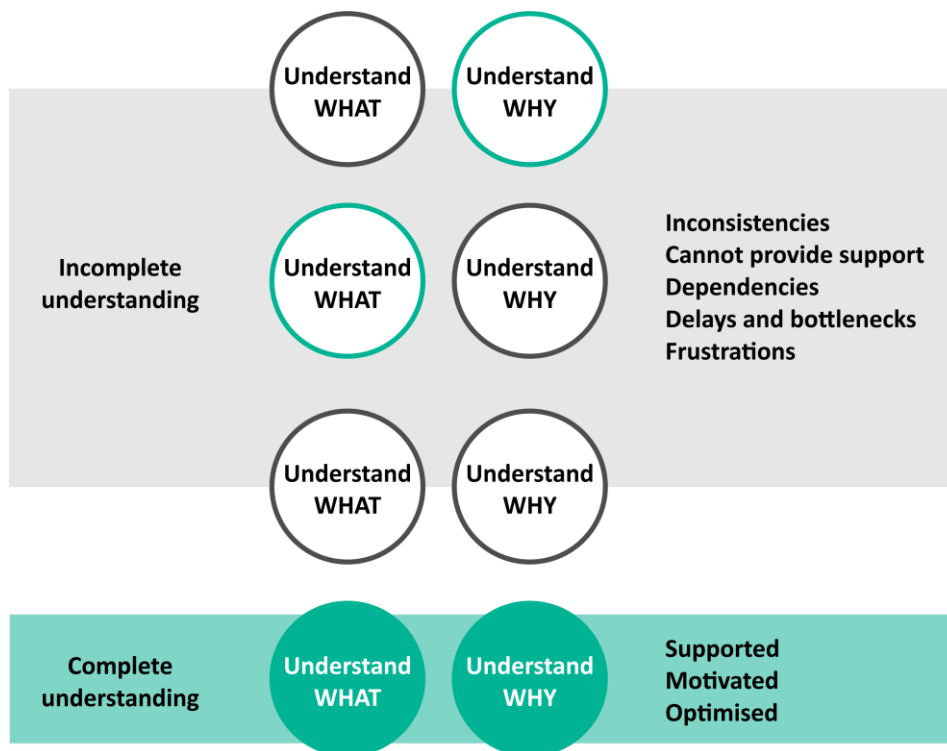 Understand
WHAT
Understand
WHY
Incomplete
understanding
Understand
WHAT
Understand
WHY
Inconsistencies
Cannot provide support
Dependencies
Delays and bottlenecks
Frustrations
Understand
WHAT
Understand
WHY
Complete
understanding
Understand
WHAT
Understand
WHY
Supported
Motivated
Optimised